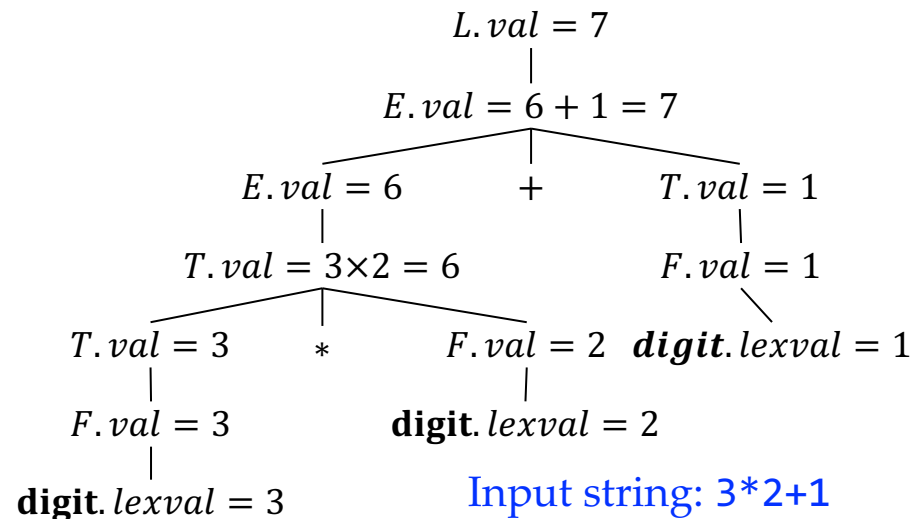 L.val = 7
E.val = 6 + 1 = 7
E.val = 6 + T.val = 1
T.val = 3×2 = 6 F.val = 1
T.val = 3 * F.val = 2 digit.lexval = 1
F.val = 3 digit.lexval = 2
digit.lexval = 3 Input string: 3*2+1